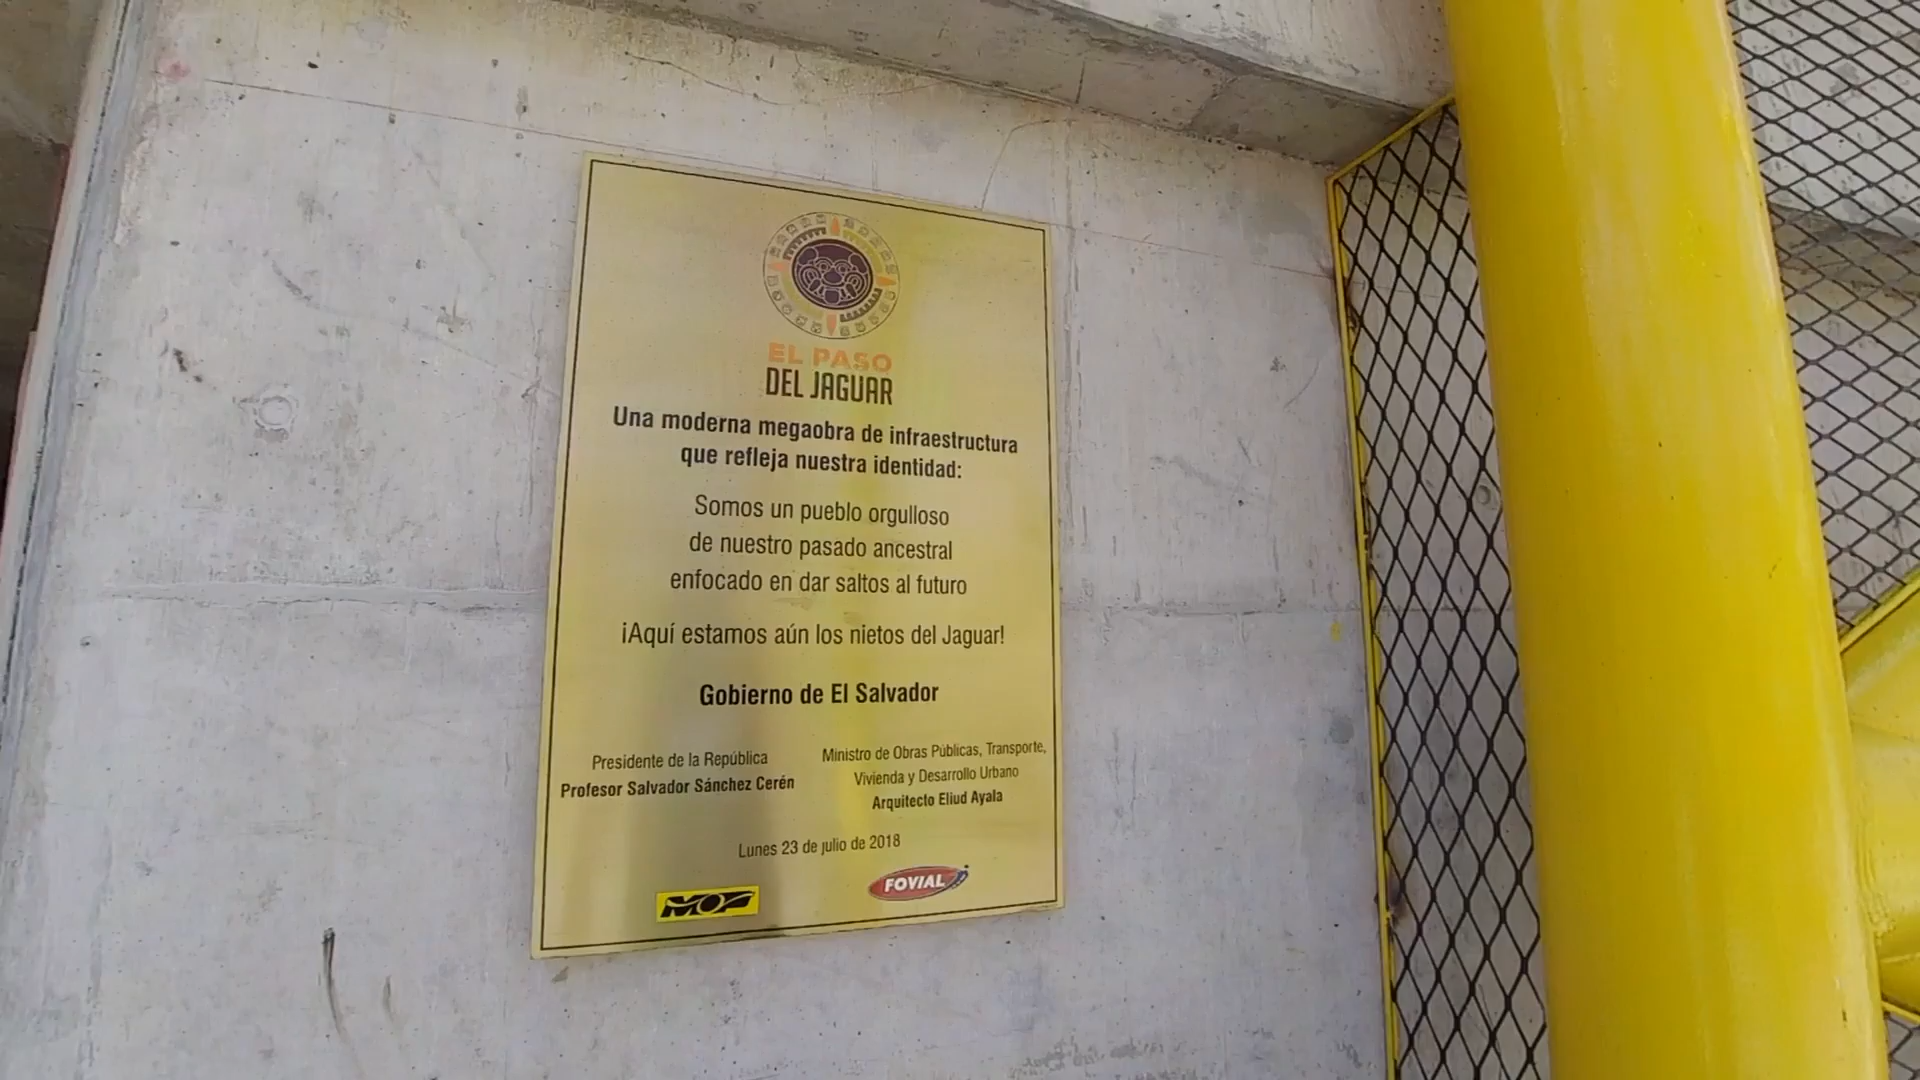 EL PASO
DEL JAGUAR
Una moderna megaobra de infraestructura
que refleja nuestra identidad:
Somos un pueblo orgulloso
de nuestro pasado ancestral
enfocado en dar saltos al futuro
¡Aquí estamos aún los nietos del Jaguar!
Gobierno de El Salvador
Presidente de la República
Profesor Salvador Sánchez Cerén
Ministro de Obras Públicas, Transporte,
Vivienda y Desarrollo Urbano
Arquitecto Eliud Ayala
Lunes 23 de julio de 2018
MOP
FOVIAL